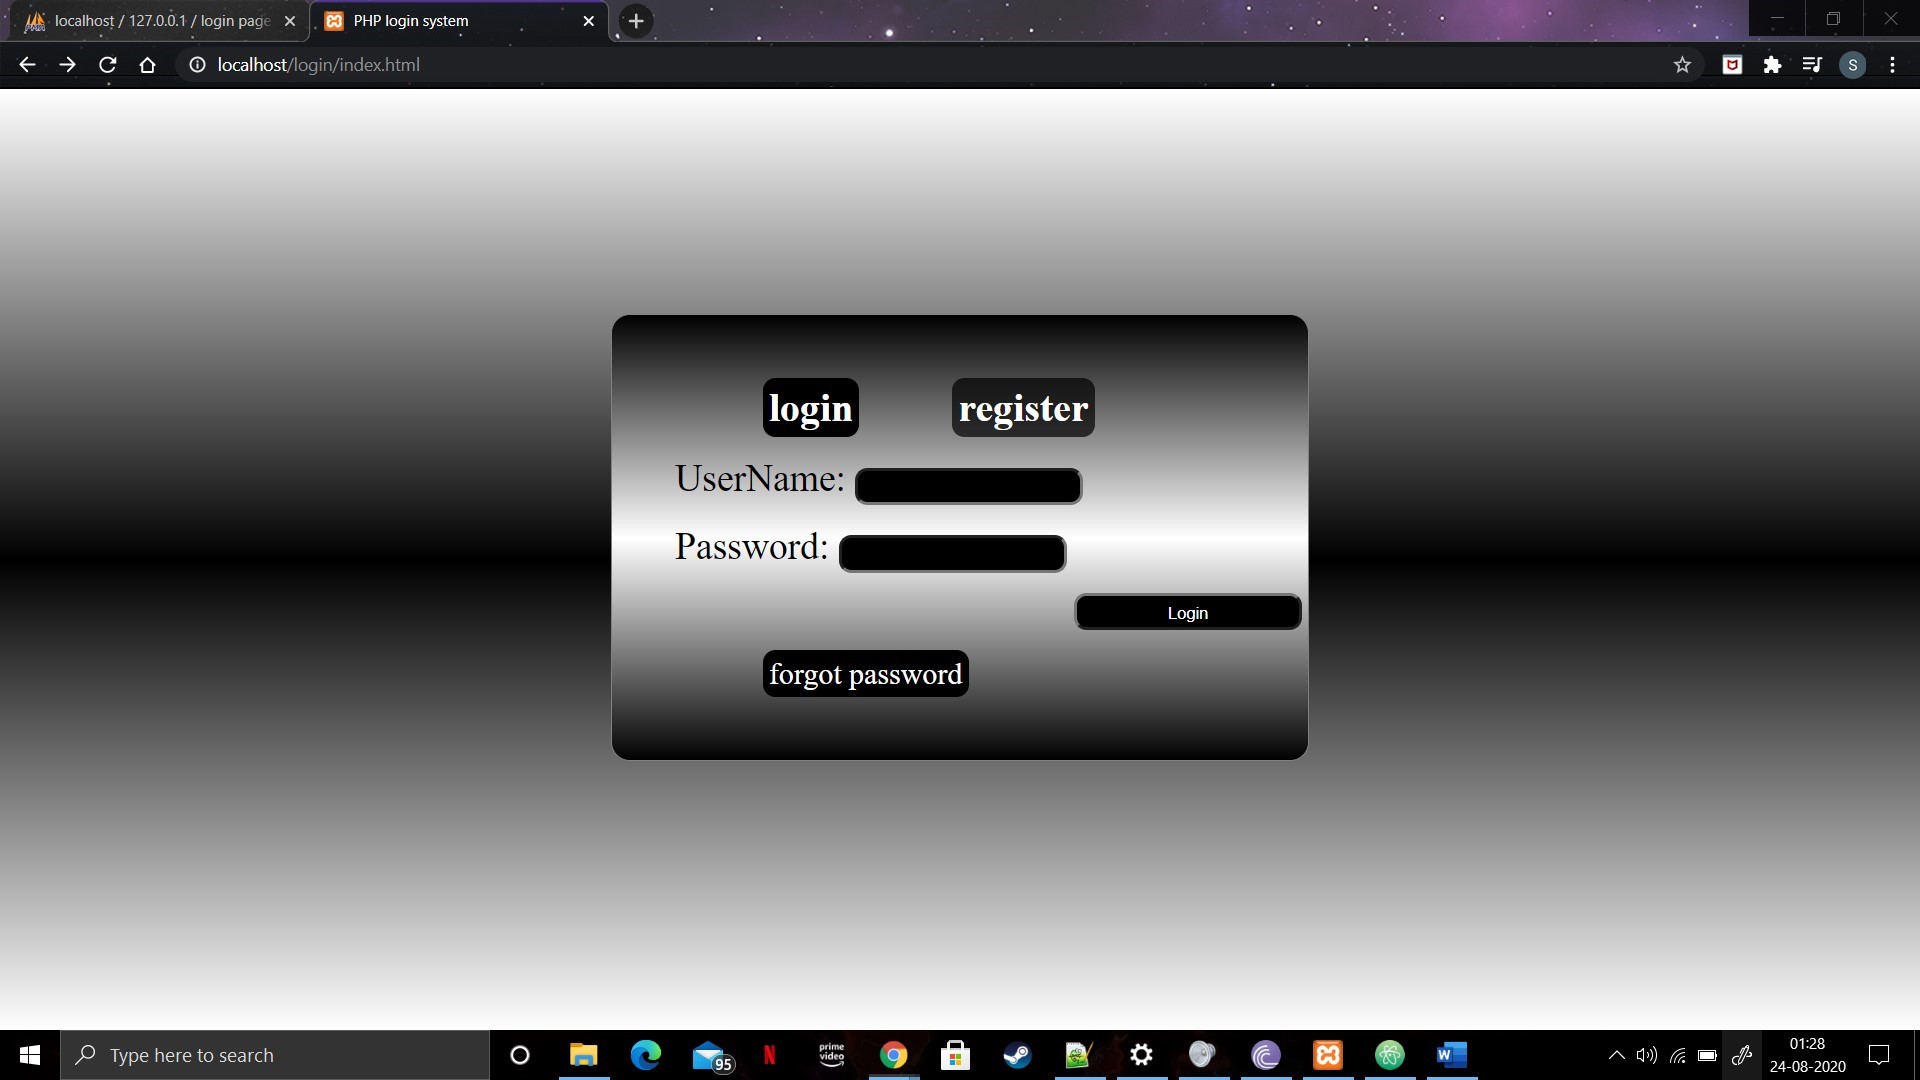 localhost / 127.0.0.1 / login page
PHP login system
localhost/login/index.html
S
login
register
UserName:
Password:
Login
forgot password
Type here to search
95
N
prime video
W
01:28
24-08-2020